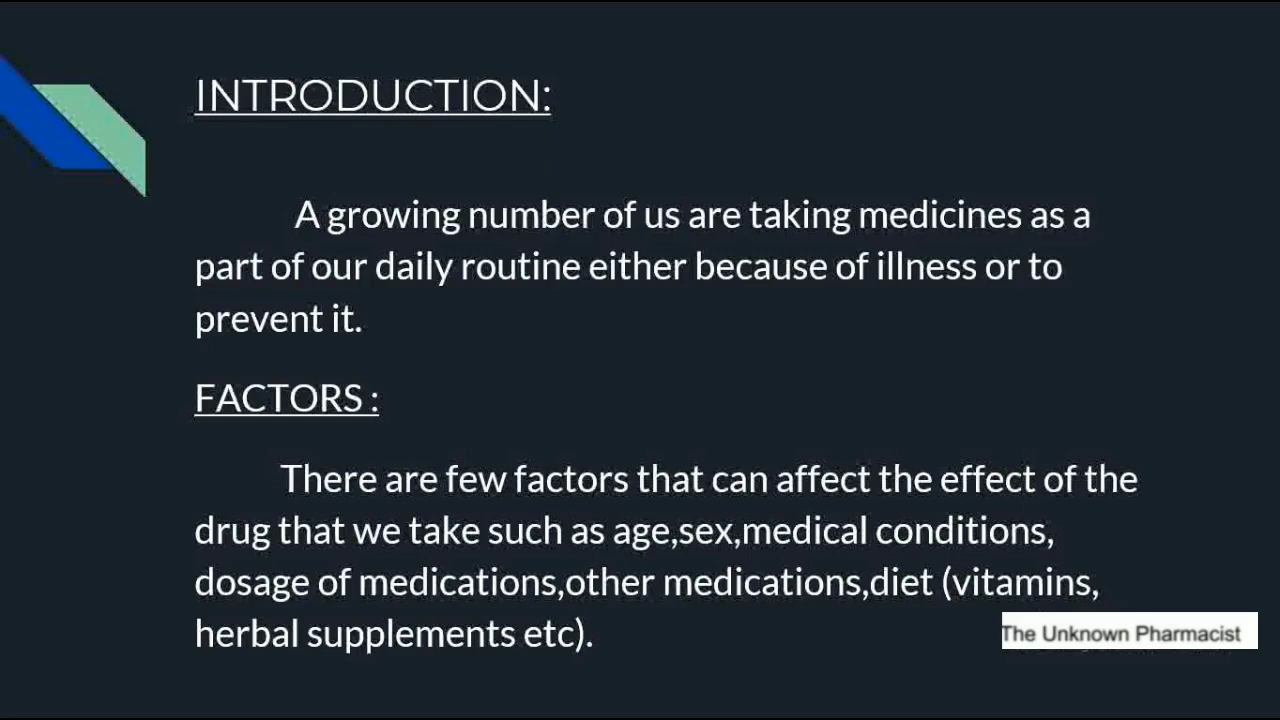 INTRODUCTION:
A growing number of us are taking medicines as a
part of our daily routine either because of illness or to
prevent it.
FACTORS :
There are few factors that can affect the effect of the
drug that we take such as age,sex,medical conditions,
dosage of medications,other medications,diet (vitamins,
herbal supplements etc).
The Unknown Pharmacist